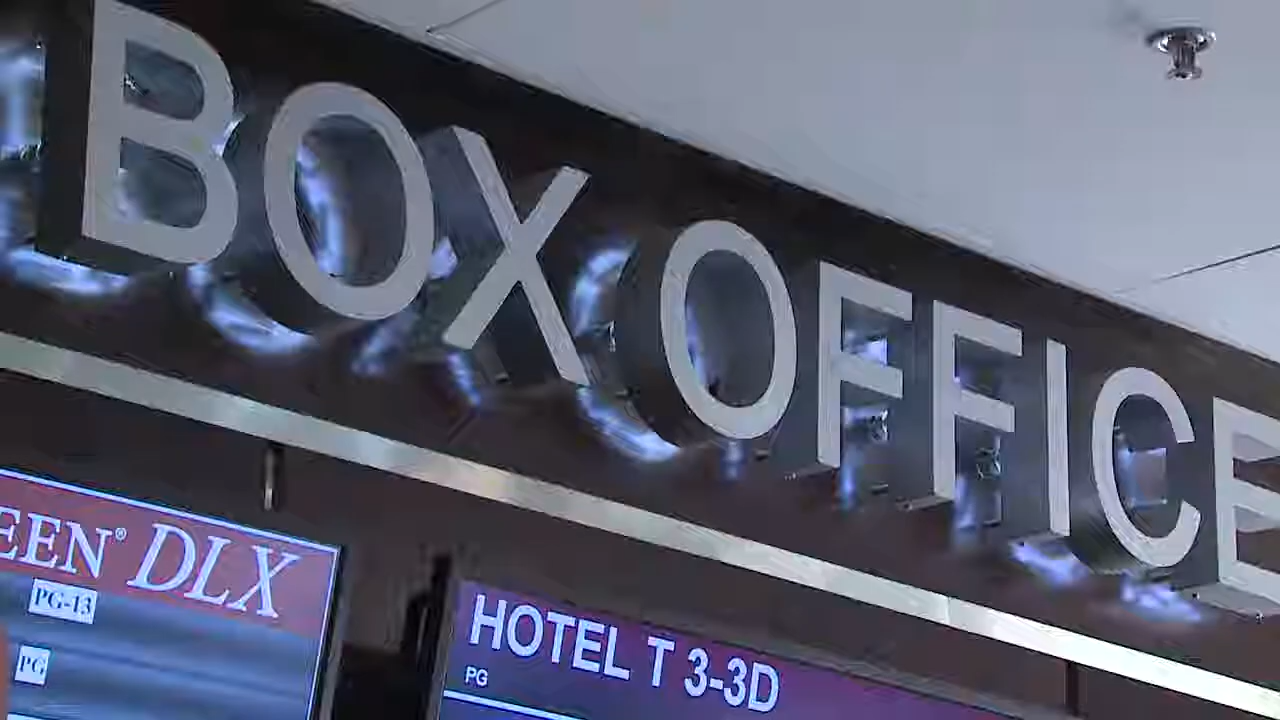 BOX OFFICE
EEN® DLX
PG-13
PG
HOTEL T 3-3D
PG